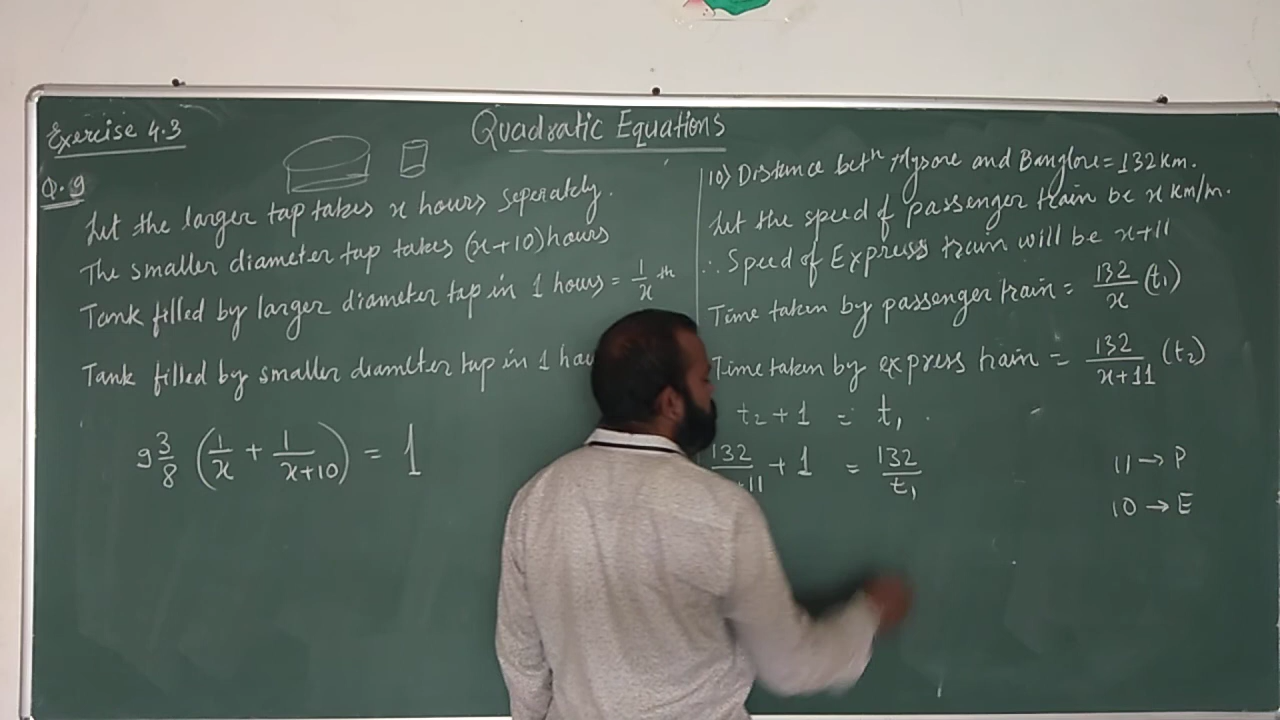 Quadratic Equations
Exercise 4.3
Q.9
Let the larger tap takes x hours seperately.
The smaller diameter tap takes (x+10) hours
Tank filled by larger diameter tap in 1 hours = 1/x th
Tank filled by smaller diameter tap in 1
9 3/8 (1/x + 1/(x+10)) = 1
10) Distance betn Mysore and Banglore = 132 Km.
Let the speed of passenger train be x km/m.
∴ Speed of Express train will be x+11
Time taken by passenger train = 132/x (t₁)
Time taken by express train = 132/(x+11) (t₂)
t₂ + 1 = t₁
132/+11 + 1 = 132/t₁
11 → P
10 → E